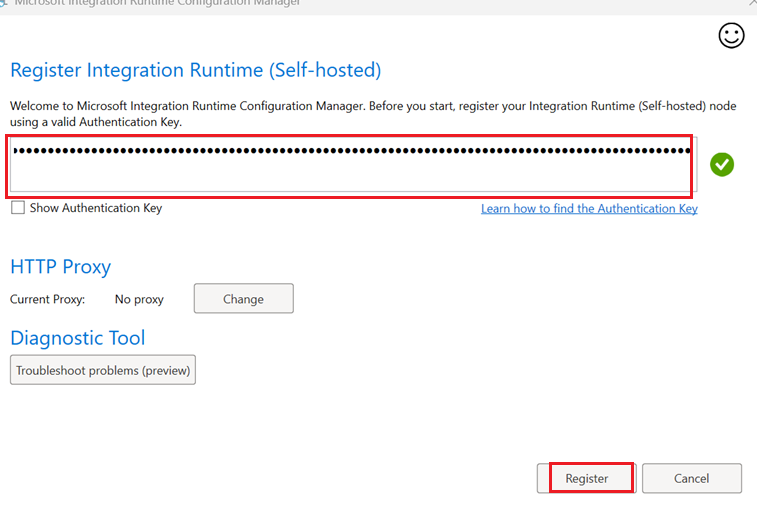 Microsoft Integration Runtime Configuration Manager
Register Integration Runtime (Self-hosted)
Welcome to Microsoft Integration Runtime Configuration Manager. Before you start, register your Integration Runtime (Self-hosted) node
using a valid Authentication Key.
Show Authentication Key
Learn how to find the Authentication Key
HTTP Proxy
Current Proxy: No proxy Change
Diagnostic Tool
Troubleshoot problems (preview)
Register Cancel